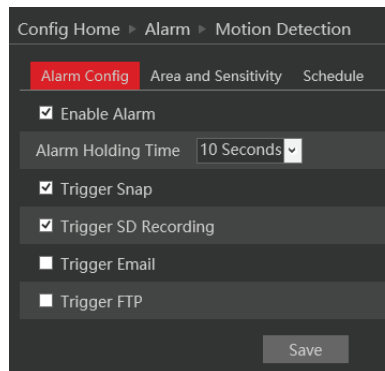 Config Home ▸ Alarm ▸ Motion Detection
Alarm Config Area and Sensitivity Schedule
Enable Alarm
Alarm Holding Time 10 Seconds
Trigger Snap
Trigger SD Recording
Trigger Email
Trigger FTP
Save